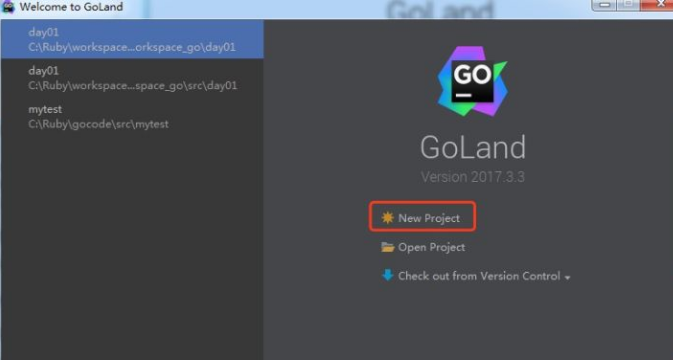 Welcome to GoLand
GoLand
day01
C:\Ruby\workspace...orkspace_go\day01
day01
C:\Ruby\workspace...space_go\src\day01
mytest
C:\Ruby\gocode\src\mytest
GO
GoLand
Version 2017.3.3
New Project
Open Project
Check out from Version Control